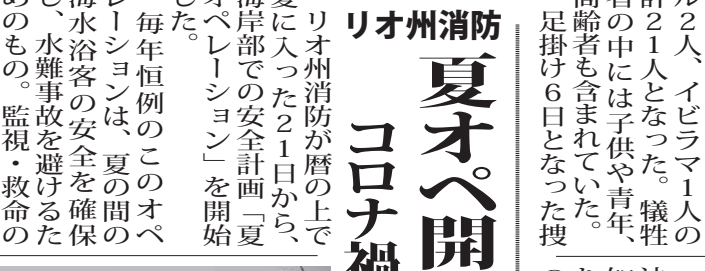 ル2人、イビラマ1人の
計21人となった。犠牲
者の中には子供や青年、
高齢者も含まれていた。
足掛け6日となった捜
リオ州消防
夏オペ開
コロナ禍
リオ州消防が暦の上で
夏に入った21日から、
海岸部での安全計画「夏
オペレーション」を開始
した。
毎年恒例のこのオペ
レーションは、夏の間の
海水浴客の安全を確保
し、水難事故を避けるた
めのもの。監視・救命の